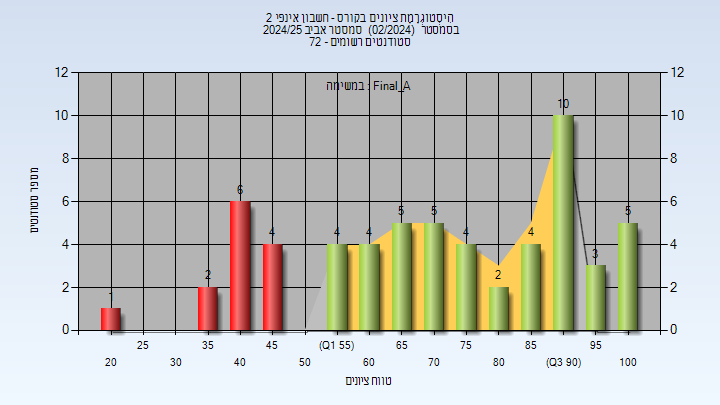 היסטוגרמת ציונים בקורס - חשבון אינפי 2
בסמסטר (02/2024) סמסטר אביב 2024/25
סטודנטים רשומים - 72
במשימה : Final_A
מספר סטודנטים
12 12
10 10
8 8
6 6
4 4
2 2
0 0
1 2 6 4 4 4 5 5 4 2 4 10 3 5
25 35 45 (Q1 55) 65 75 85 95
20 30 40 50 60 70 80 (Q3 90) 100
טווח ציונים